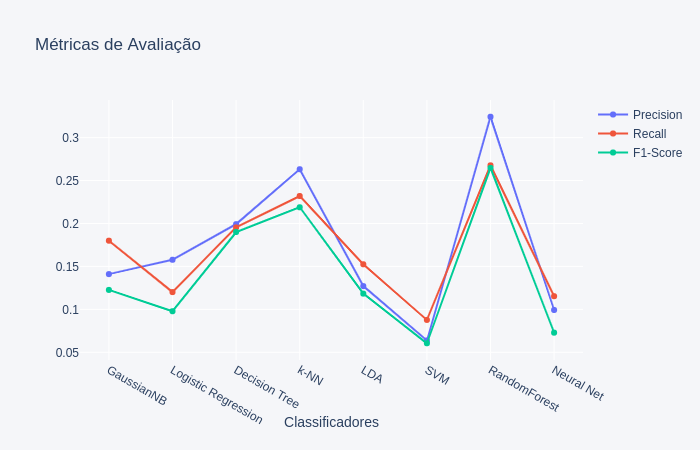 Métricas de Avaliação
Precision
Recall
F1-Score
0.3
0.25
0.2
0.15
0.1
0.05
GaussianNB
Logistic Regression
Decision Tree
k-NN
LDA
SVM
RandomForest
Neural Net
Classificadores